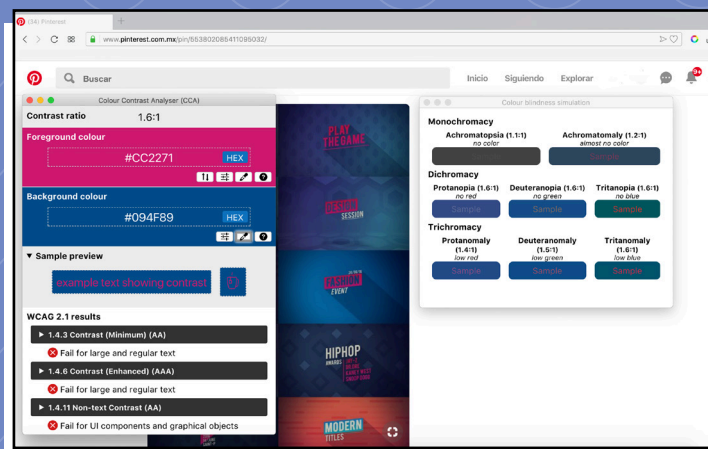 (34) Pinterest
www.pinterest.com.mx/pin/553802085411095032/
Buscar
Inicio Siguiendo Explorar
9+
Colour Contrast Analyser (CCA)
Contrast ratio 1.6:1
Foreground colour
#CC2271 HEX
Background colour
#094F89 HEX
▼ Sample preview
example text showing contrast
WCAG 2.1 results
▶ 1.4.3 Contrast (Minimum) (AA)
Fail for large and regular text
▶ 1.4.6 Contrast (Enhanced) (AAA)
Fail for large and regular text
▶ 1.4.11 Non-text Contrast (AA)
Fail for UI components and graphical objects
PLAY
THE GAME
DESIGN
SESSION
FASHION
EVENT
HIPHOP
AWARDS
MODERN
TITLES
Colour blindness simulation
Monochromacy
Achromatopsia (1.1:1) Achromatomaly (1.2:1)
no color almost no color
Sample Sample
Dichromacy
Protanopia (1.6:1) Deuteranopia (1.6:1) Tritanopia (1.6:1)
no red no green no blue
Sample Sample Sample
Trichromacy
Protanomaly Deuteranomaly Tritanomaly
(1.4:1) (1.5:1) (1.6:1)
low red low green low blue
Sample Sample Sample